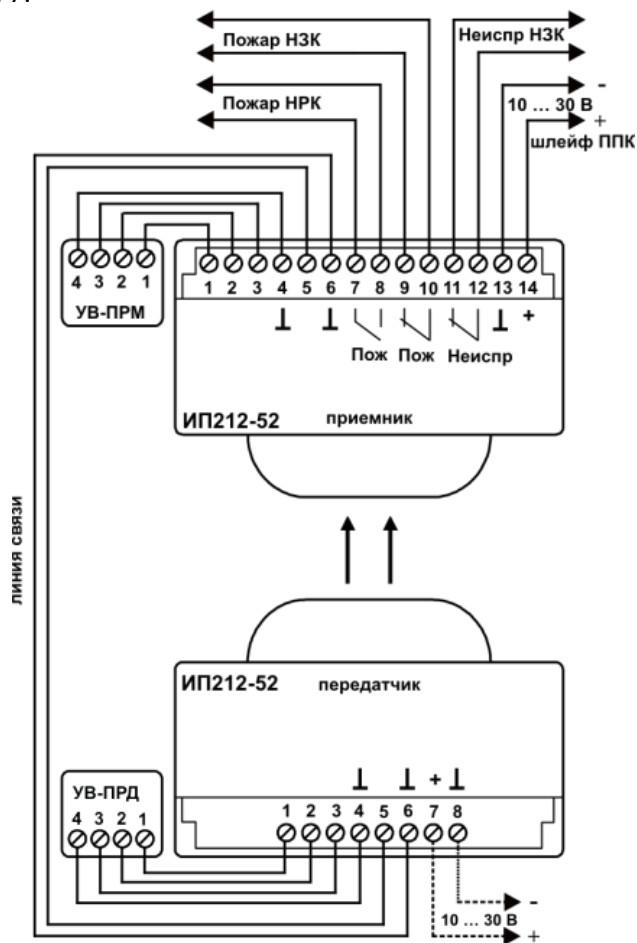 Пожар НЗК
Неиспр НЗК
-
10 ... 30 В
Пожар НРК
+
шлейф ППК
4 3 2 1
УВ-ПРМ
1 2 3 4 5 6 7 8 9 10 11 12 13 14
+
Пож Пож Неиспр
ИП212-52 приемник
линия связи
ИП212-52 передатчик
+
УВ-ПРД
4 3 2 1
1 2 3 4 5 6 7 8
-
10 ... 30 В
+